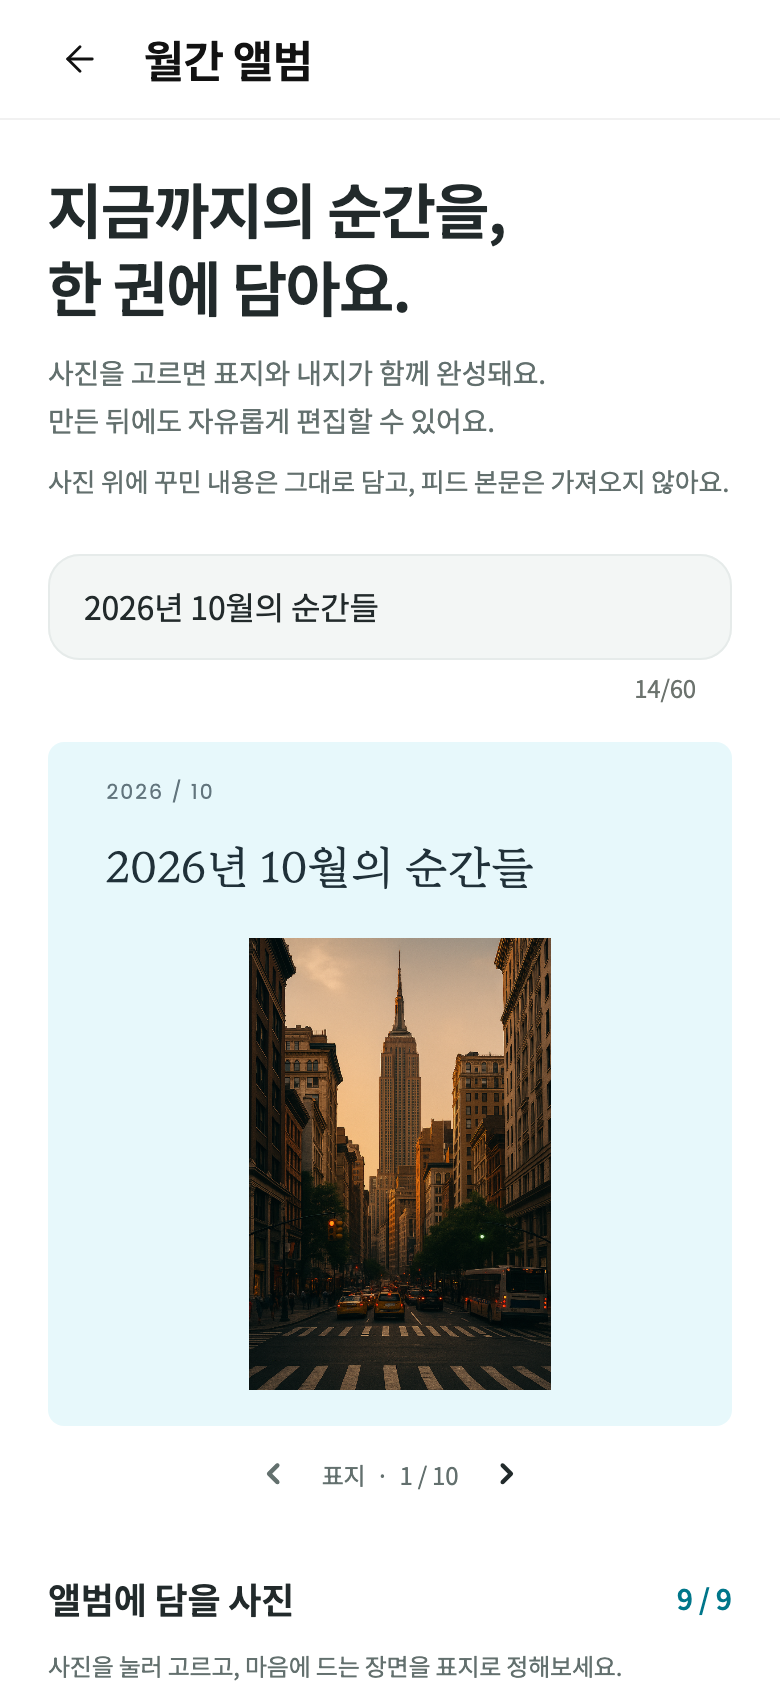 월간 앨범
지금까지의 순간을,
한 권에 담아요.
사진을 고르면 표지와 내지가 함께 완성돼요.
만든 뒤에도 자유롭게 편집할 수 있어요.
사진 위에 꾸민 내용은 그대로 담고, 피드 본문은 가져오지 않아요.
2026년 10월의 순간들
14/60
2026 / 10
2026년 10월의 순간들
표지 · 1 / 10
앨범에 담을 사진
9 / 9
사진을 눌러 고르고, 마음에 드는 장면을 표지로 정해보세요.